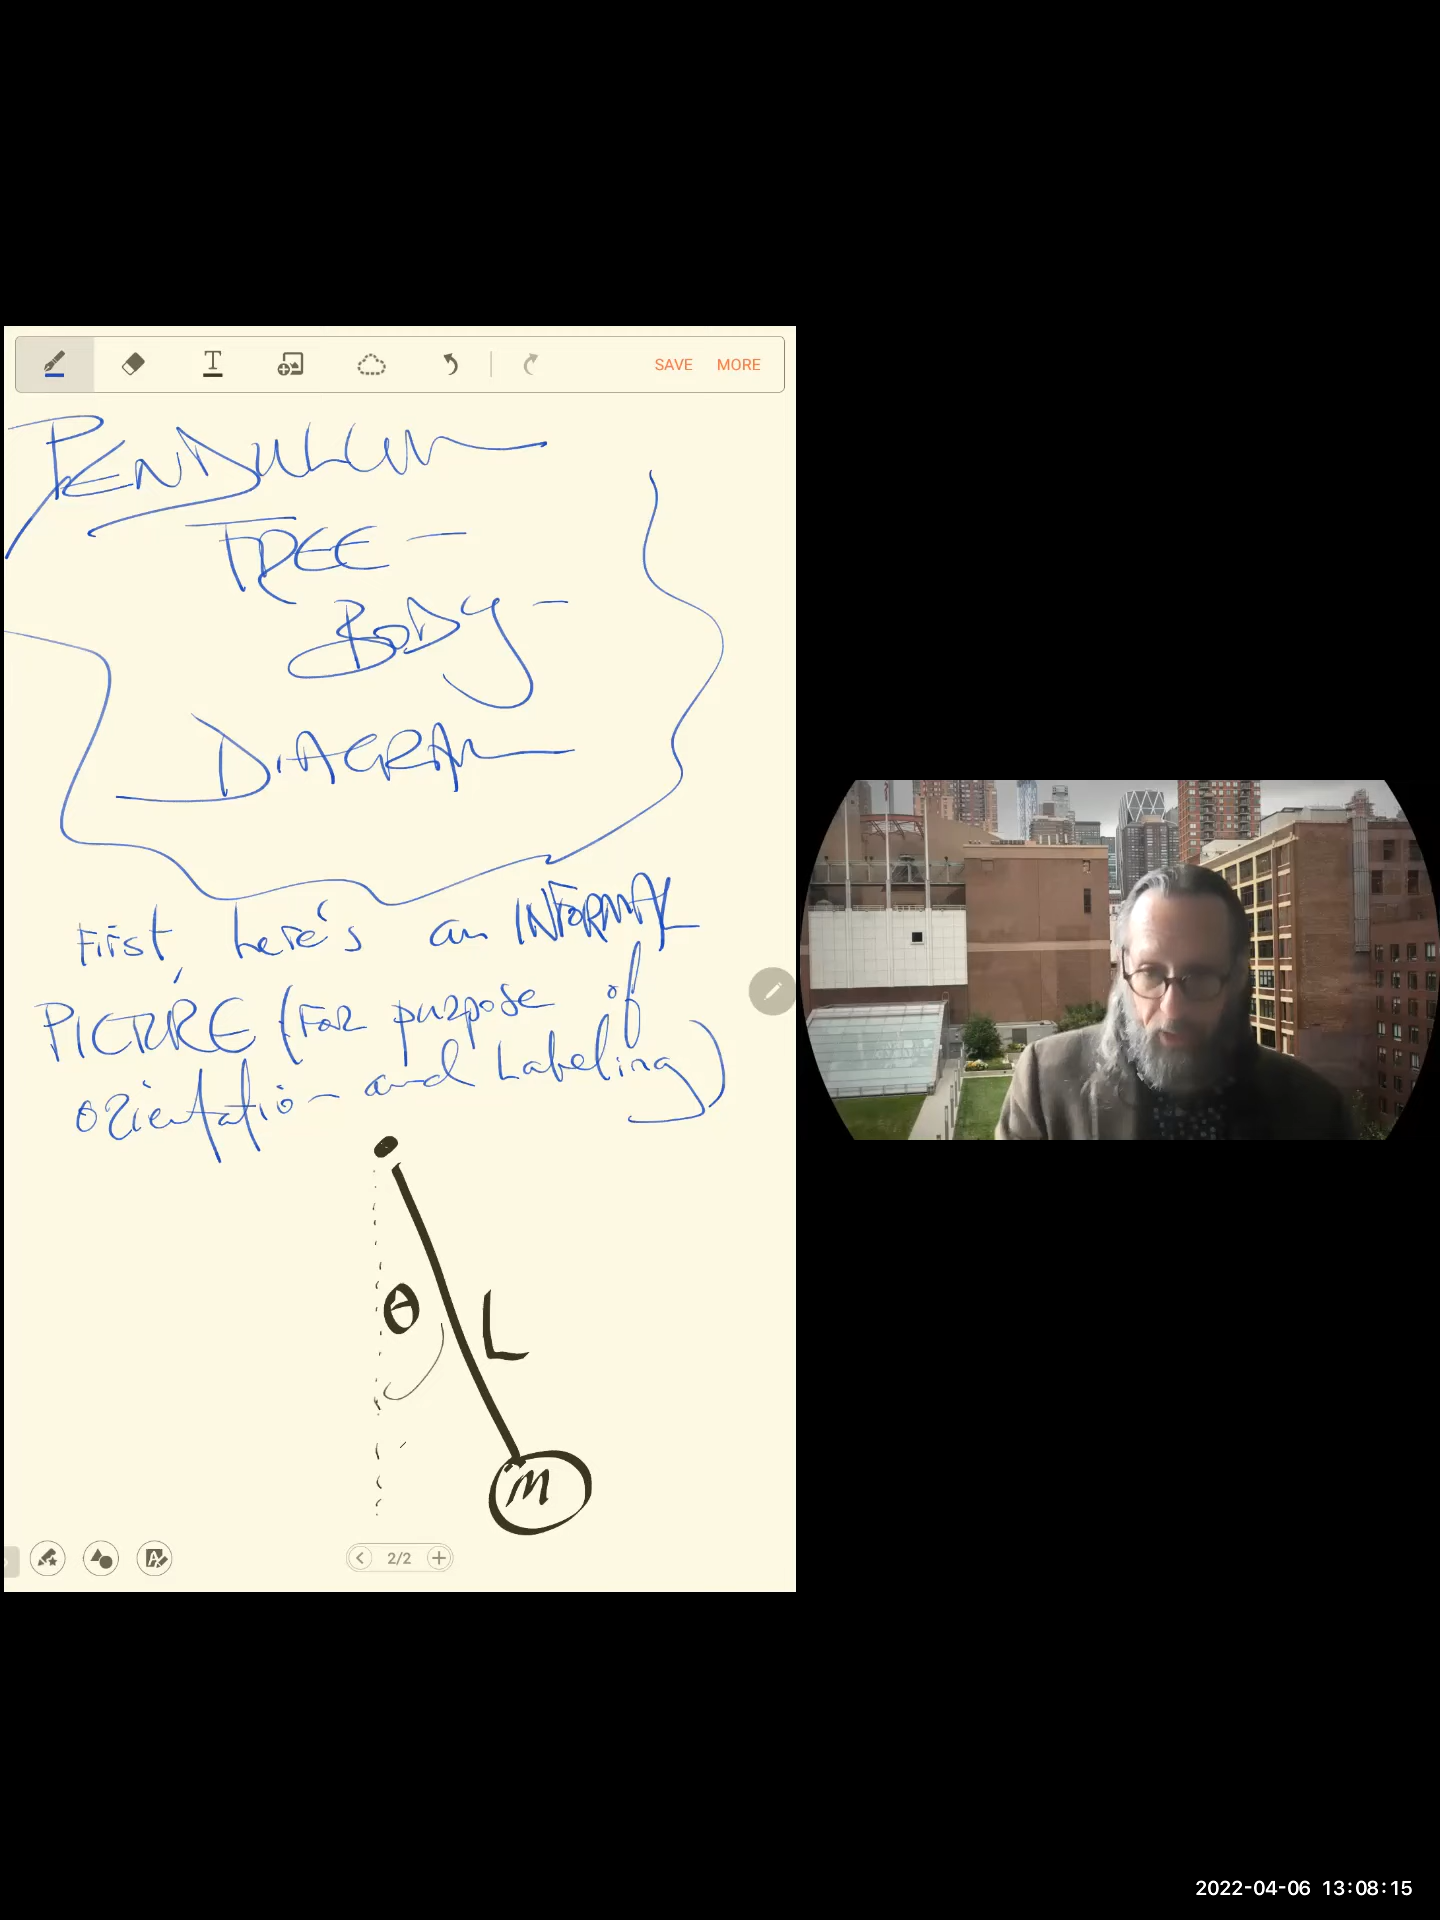 T
SAVE MORE
PENDULUM
FREE-
BODY-
DIAGRAM
First, here's an INFORMAL
PICTURE (For purpose of
orientation and Labeling)
θ
L
m
2/2
A
2022-04-06 13:08:15